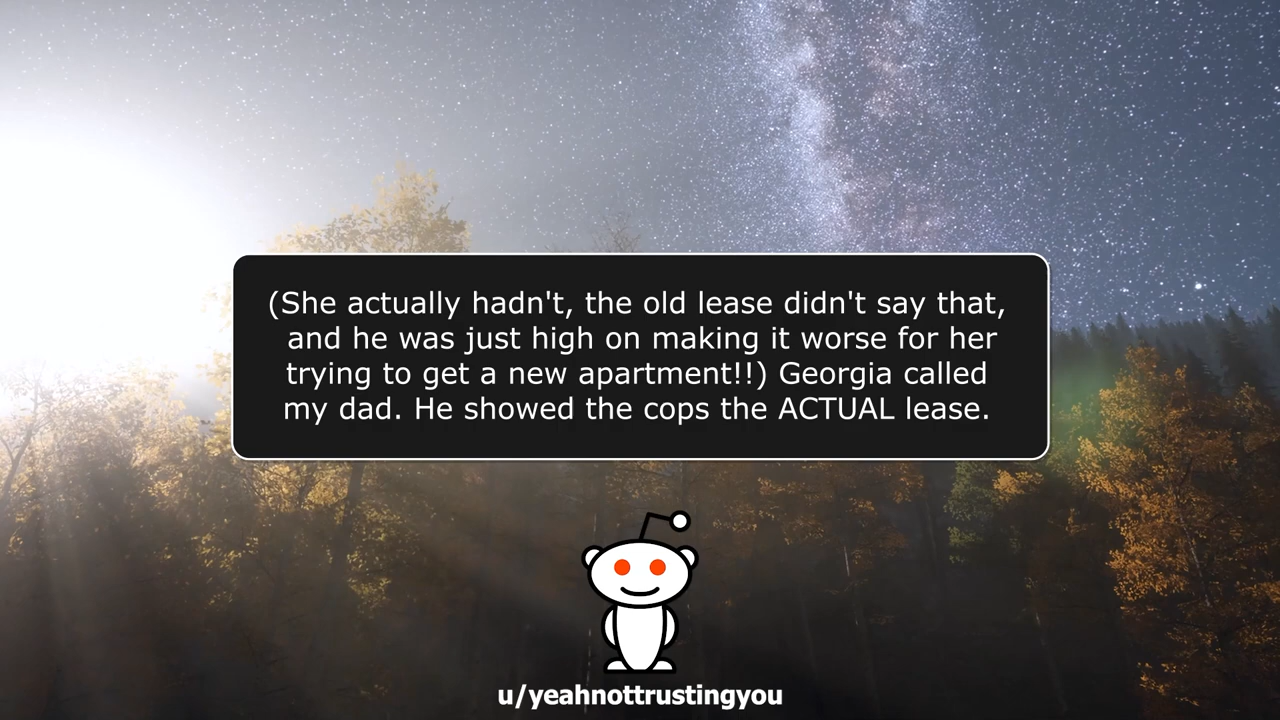 (She actually hadn't, the old lease didn't say that,
and he was just high on making it worse for her
trying to get a new apartment!!) Georgia called
my dad. He showed the cops the ACTUAL lease.
u/yeahnottrustingyou